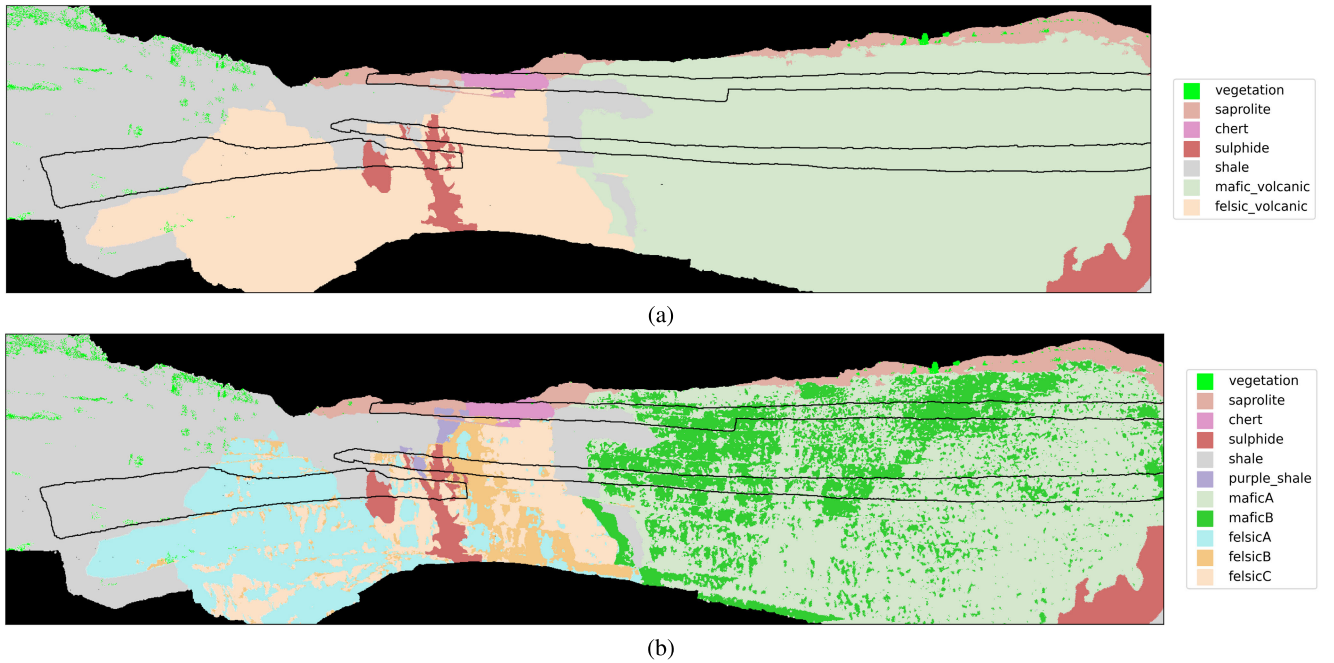 vegetation
saprolite
chert
sulphide
shale
mafic_volcanic
felsic_volcanic
(a)
vegetation
saprolite
chert
sulphide
shale
purple_shale
maficA
maficB
felsicA
felsicB
felsicC
(b)